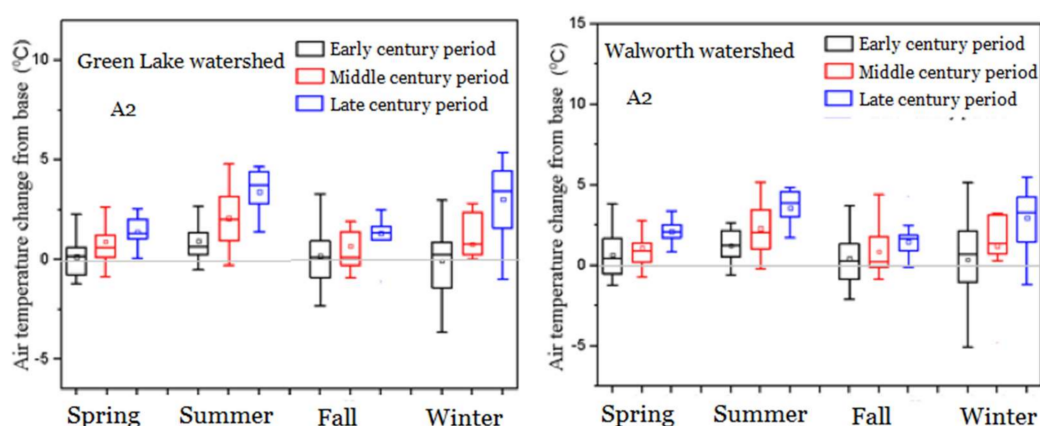 Air temperature change from base (°C)
10
5
0
-5
Green Lake watershed
A2
Early century period
Middle century period
Late century period
Spring Summer Fall Winter
Air temperature change from base (°C)
15
10
5
0
-5
Walworth watershed
A2
Early century period
Middle century period
Late century period
Spring Summer Fall Winter